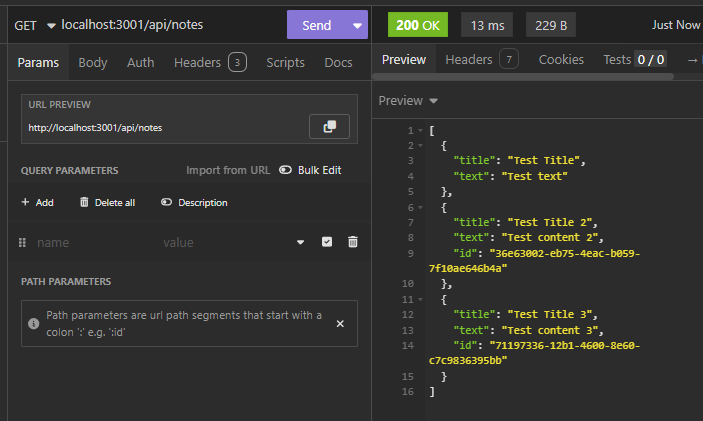 GET localhost:3001/api/notes Send
Params Body Auth Headers 3 Scripts Docs
URL PREVIEW
http://localhost:3001/api/notes
QUERY PARAMETERS Import from URL Bulk Edit
+ Add Delete all Description
name value
PATH PARAMETERS
Path parameters are url path segments that start with a
colon ':' e.g. ':id'
200 OK 13 ms 229 B Just Now
Preview Headers 7 Cookies Tests 0 / 0 →
Preview
1 [
2 {
3 "title": "Test Title",
4 "text": "Test text"
5 },
6 {
7 "title": "Test Title 2",
8 "text": "Test content 2",
9 "id": "36e63002-eb75-4eac-b059-
7f10ae646b4a"
10 },
11 {
12 "title": "Test Title 3",
13 "text": "Test content 3",
14 "id": "71197336-12b1-4600-8e60-
c7c9836395bb"
15 }
16 ]